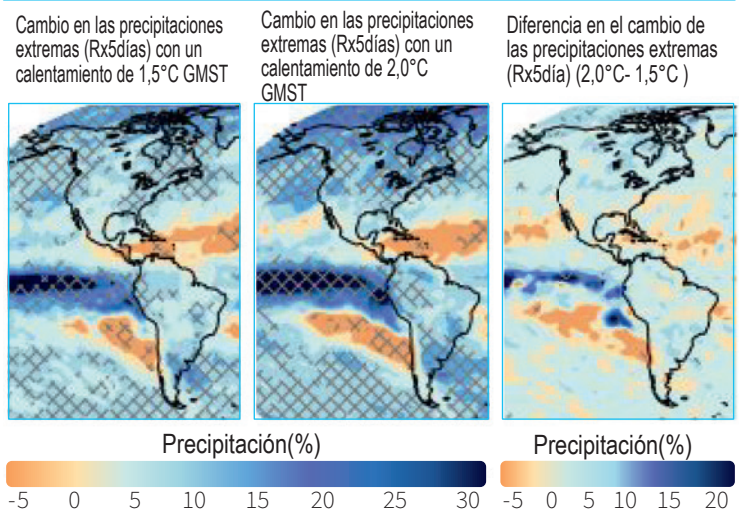 Cambio en las precipitaciones
extremas (Rx5días) con un
calentamiento de 1,5°C GMST
Cambio en las precipitaciones
extremas (Rx5días) con un
calentamiento de 2,0°C
GMST
Diferencia en el cambio de
las precipitaciones extremas
(Rx5día) (2,0°C- 1,5°C )
Precipitación(%)
-5 0 5 10 15 20 25 30
Precipitación(%)
-5 0 5 10 15 20